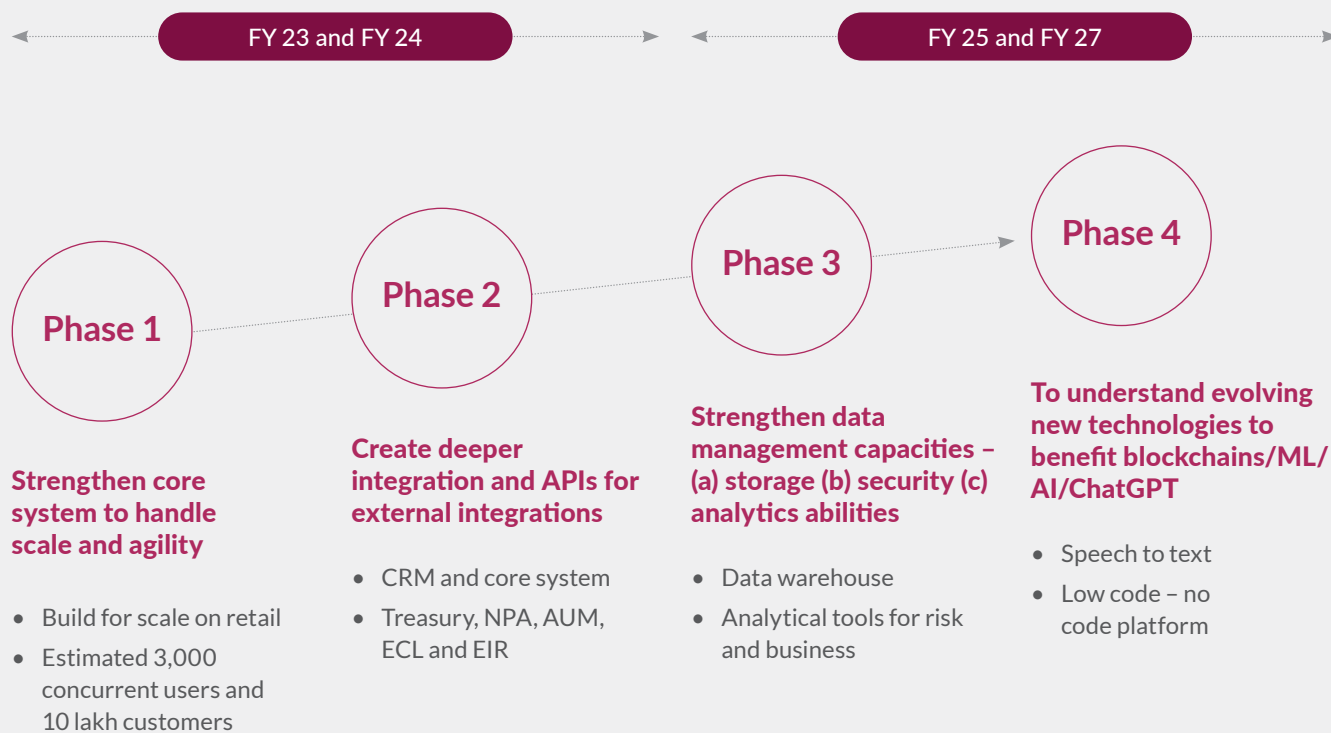 FY 23 and FY 24
FY 25 and FY 27
Phase 1
Strengthen core
system to handle
scale and agility
• Build for scale on retail
• Estimated 3,000
concurrent users and
10 lakh customers
Phase 2
Create deeper
integration and APIs for
external integrations
• CRM and core system
• Treasury, NPA, AUM,
ECL and EIR
Phase 3
Strengthen data
management capacities –
(a) storage (b) security (c)
analytics abilities
• Data warehouse
• Analytical tools for risk
and business
Phase 4
To understand evolving
new technologies to
benefit blockchains/ML/
AI/ChatGPT
• Speech to text
• Low code – no
code platform